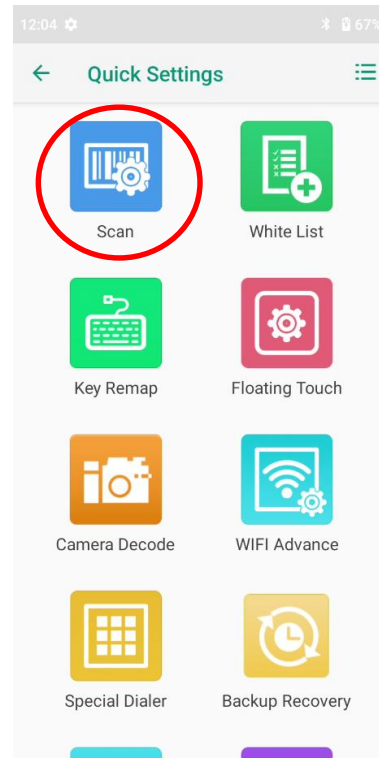 12:04 67%
Quick Settings
Scan White List
Key Remap Floating Touch
Camera Decode WIFI Advance
Special Dialer Backup Recovery